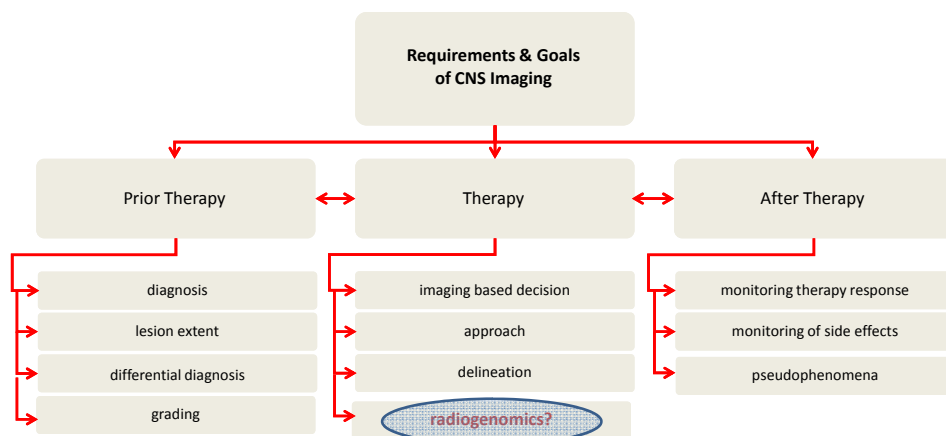 Requirements & Goals
of CNS Imaging
Prior Therapy
Therapy
After Therapy
diagnosis
lesion extent
differential diagnosis
grading
imaging based decision
approach
delineation
radiogenomics?
monitoring therapy response
monitoring of side effects
pseudophenomena